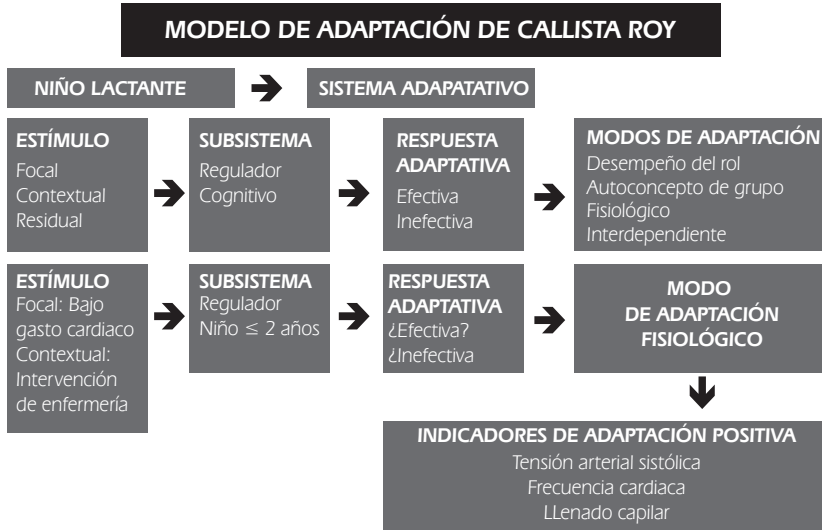 MODELO DE ADAPTACIÓN DE CALLISTA ROY
NIÑO LACTANTE
SISTEMA ADAPATATIVO
ESTÍMULO
Focal
Contextual
Residual
SUBSISTEMA
Regulador
Cognitivo
RESPUESTA
ADAPTATIVA
Efectiva
Inefectiva
MODOS DE ADAPTACIÓN
Desempeño del rol
Autoconcepto de grupo
Fisiológico
Interdependiente
ESTÍMULO
Focal: Bajo
gasto cardiaco
Contextual:
Intervención
de enfermería
SUBSISTEMA
Regulador
Niño ≤ 2 años
RESPUESTA
ADAPTATIVA
¿Efectiva?
¿Inefectiva
MODO
DE ADAPTACIÓN
FISIOLÓGICO
INDICADORES DE ADAPTACIÓN POSITIVA
Tensión arterial sistólica
Frecuencia cardiaca
LLenado capilar